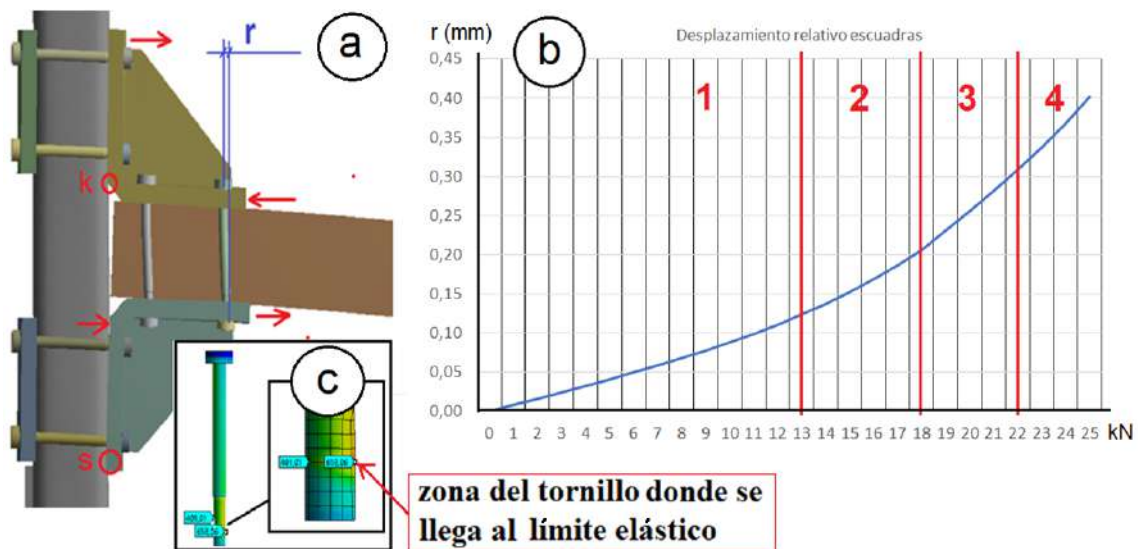 r
a
k
s
c
b
r (mm)
Desplazamiento relativo escuadras
0,45
0,40
0,35
0,30
0,25
0,20
0,15
0,10
0,05
0,00
1
2
3
4
0 1 2 3 4 5 6 7 8 9 10 11 12 13 14 15 16 17 18 19 20 21 22 23 24 25 kN
zona del tornillo donde se
llega al límite elástico